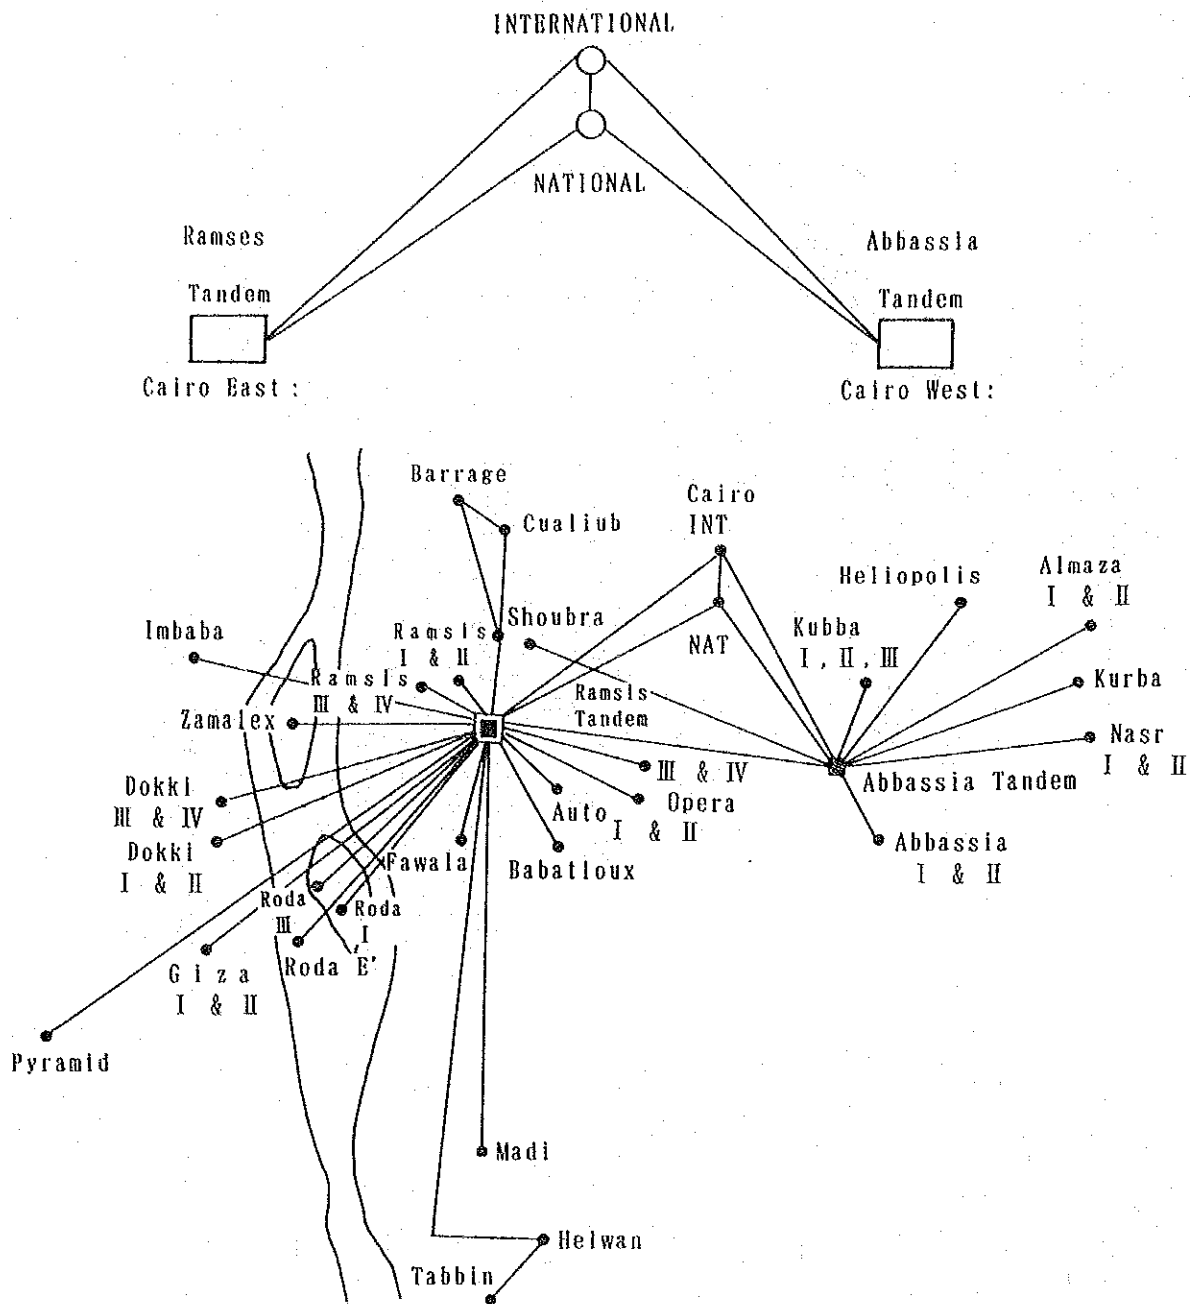 INTERNATIONAL
NATIONAL
Ramses
Tandem
Cairo East :
Abbassia
Tandem
Cairo West:
Barrage
Cualiub
Cairo
INT
Heliopolis
Almaza
I & II
Imbaba
Ramsis
I & II
Shoubra
NAT
Kubba
I, II, III
Ramsis
III & IV
Kurba
Zamalex
Ramsis
Tandem
Nasr
I & II
Dokki
III & IV
III & IV
Abbassia Tandem
Auto
Opera
I & II
Dokki
I & II
Fawala
Babatloux
Abbassia
I & II
Roda
III
Roda
I
Roda E'
Giza
I & II
Pyramid
Madi
Helwan
Tabbin